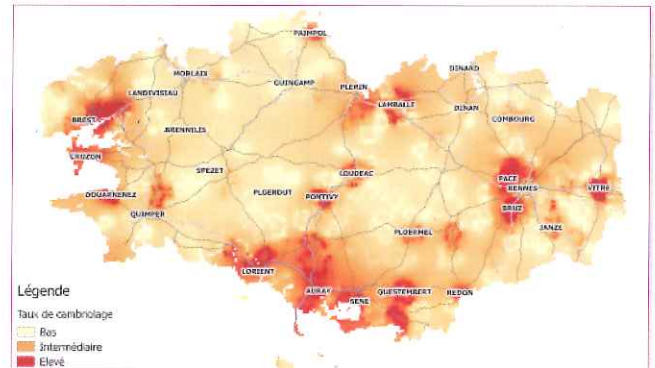 PAIMPOL
DINARD
MORLAIX
GUINGAMP
PLERIN
LANDIVISIAU
LAMBALLE
DINAN
COMBOURG
BREST
BRENNILIS
CROZON
SPEZET
LOUDEAC
PACE
RENNES
VITRE
DOUARNENEZ
PONTIVY
BRUZ
QUIMPER
PLOERMEL
JANZE
LORIENT
AURAY
SENE
QUESTEMBERT
REDON
Légende
Taux de cambriolage
Bas
Intermédiaire
Elevé